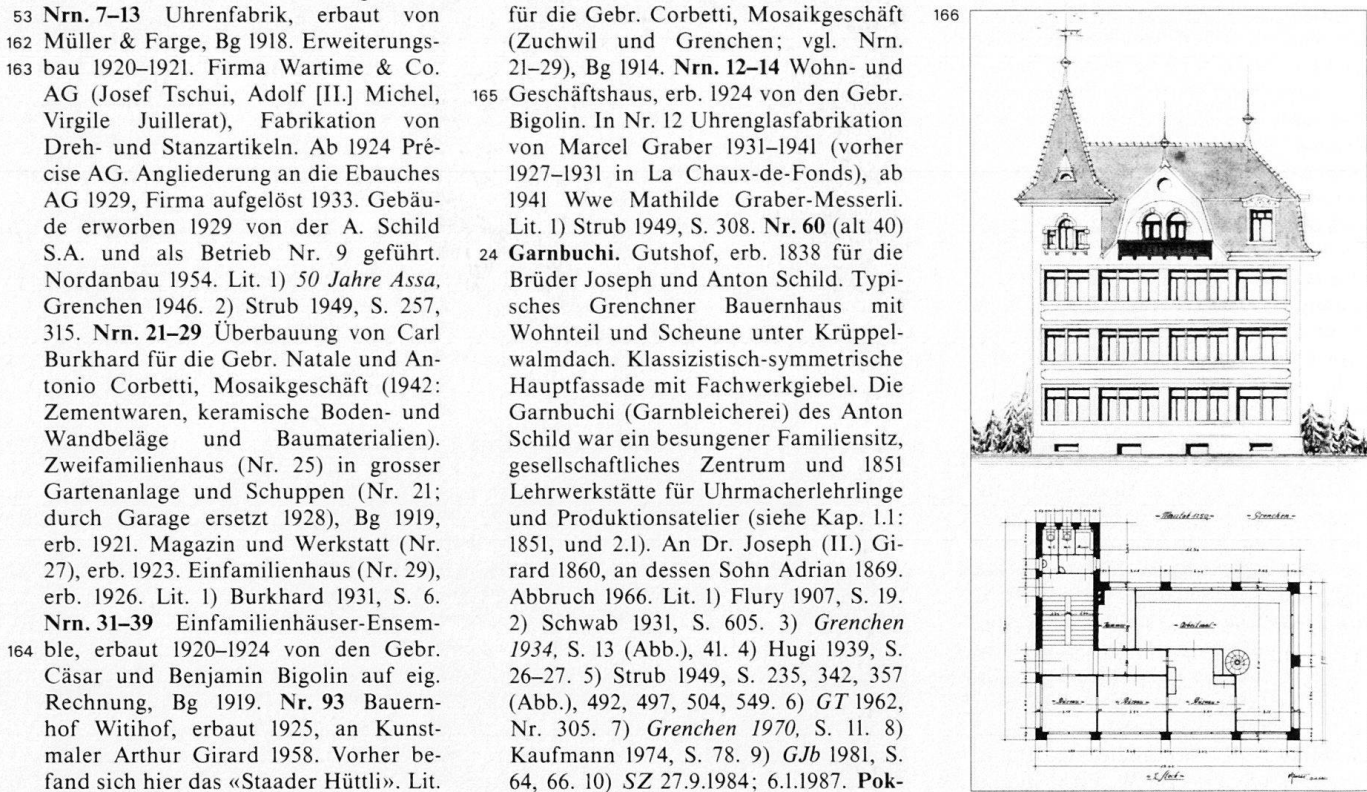 53 Nrn. 7–13 Uhrenfabrik, erbaut von
162 Müller & Farge, Bg 1918. Erweiterungs-
163 bau 1920–1921. Firma Wartime & Co.
AG (Josef Tschui, Adolf [II.] Michel,
Virgile Juillerat), Fabrikation von
Dreh- und Stanzartikeln. Ab 1924 Pré-
cise AG. Angliederung an die Ebauches
AG 1929, Firma aufgelöst 1933. Gebäu-
de erworben 1929 von der A. Schild
S.A. und als Betrieb Nr. 9 geführt.
Nordanbau 1954. Lit. 1) 50 Jahre Assa,
Grenchen 1946. 2) Strub 1949, S. 257,
315. Nrn. 21–29 Überbauung von Carl
Burkhard für die Gebr. Natale und An-
tonio Corbetti, Mosaikgeschäft (1942:
Zementwaren, keramische Boden- und
Wandbeläge und Baumaterialien).
Zweifamilienhaus (Nr. 25) in grosser
Gartenanlage und Schuppen (Nr. 21;
durch Garage ersetzt 1928), Bg 1919,
erb. 1921. Magazin und Werkstatt (Nr.
27), erb. 1923. Einfamilienhaus (Nr. 29),
erb. 1926. Lit. 1) Burkhard 1931, S. 6.
Nrn. 31–39 Einfamilienhäuser-Ensem-
164 ble, erbaut 1920–1924 von den Gebr.
Cäsar und Benjamin Bigolin auf eig.
Rechnung, Bg 1919. Nr. 93 Bauern-
hof Witihof, erbaut 1925, an Kunst-
maler Arthur Girard 1958. Vorher be-
fand sich hier das «Staader Hüttli». Lit.
für die Gebr. Corbetti, Mosaikgeschäft
(Zuchwil und Grenchen; vgl. Nrn.
21–29), Bg 1914. Nrn. 12–14 Wohn- und
165 Geschäftshaus, erb. 1924 von den Gebr.
Bigolin. In Nr. 12 Uhrenglasfabrikation
von Marcel Graber 1931–1941 (vorher
1927–1931 in La Chaux-de-Fonds), ab
1941 Wwe Mathilde Graber-Messerli.
Lit. 1) Strub 1949, S. 308. Nr. 60 (alt 40)
24 Garnbuchi. Gutshof, erb. 1838 für die
Brüder Joseph und Anton Schild. Typi-
sches Grenchner Bauernhaus mit
Wohnteil und Scheune unter Krüppel-
walmdach. Klassizistisch-symmetrische
Hauptfassade mit Fachwerkgiebel. Die
Garnbuchi (Garnbleicherei) des Anton
Schild war ein besungener Familiensitz,
gesellschaftliches Zentrum und 1851
Lehrwerkstätte für Uhrmacherlehrlinge
und Produktionsatelier (siehe Kap. 1.1:
1851, und 2.1). An Dr. Joseph (II.) Gi-
rard 1860, an dessen Sohn Adrian 1869.
Abbruch 1966. Lit. 1) Flury 1907, S. 19.
2) Schwab 1931, S. 605. 3) Grenchen
1934, S. 13 (Abb.), 41. 4) Hugi 1939, S.
26–27. 5) Strub 1949, S. 235, 342, 357
(Abb.), 492, 497, 504, 549. 6) GT 1962,
Nr. 305. 7) Grenchen 1970, S. 11. 8)
Kaufmann 1974, S. 78. 9) GJb 1981, S.
64, 66. 10) SZ 27.9.1984; 6.1.1987. Pok-
166
- Grenchen -
- Bureau - - Bureau - - Bureau -